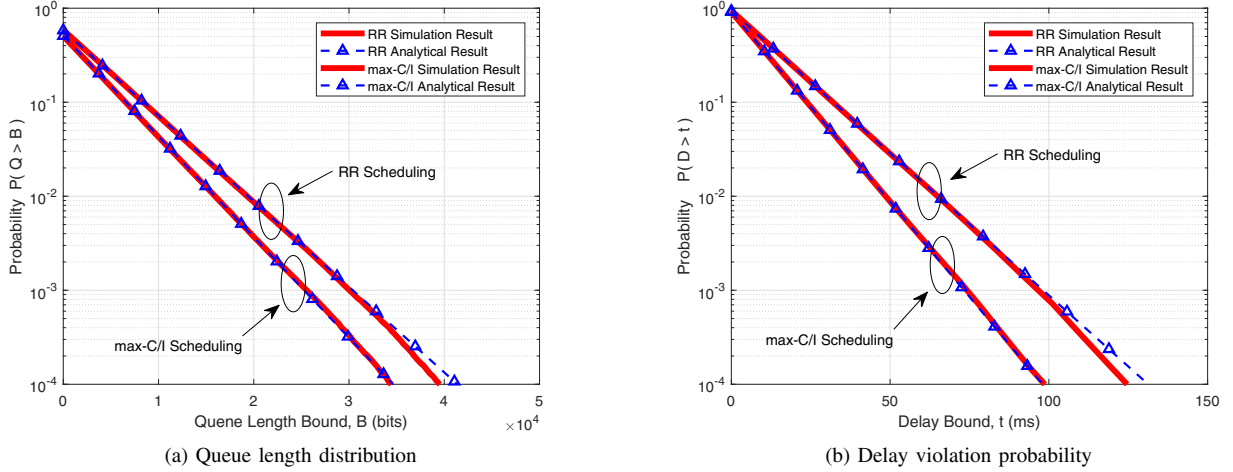 RR Simulation Result
RR Analytical Result
max-C/I Simulation Result
max-C/I Analytical Result
10^0
10^-1
10^-2
10^-3
10^-4
Probability P( Q > B )
RR Scheduling
max-C/I Scheduling
0 1 2 3 4 5
×10^4
Quene Length Bound, B (bits)
(a) Queue length distribution
RR Simulation Result
RR Analytical Result
max-C/I Simulation Result
max-C/I Analytical Result
10^0
10^-1
10^-2
10^-3
10^-4
Probability P( D > t )
RR Scheduling
max-C/I Scheduling
0 50 100 150
Delay Bound, t (ms)
(b) Delay violation probability